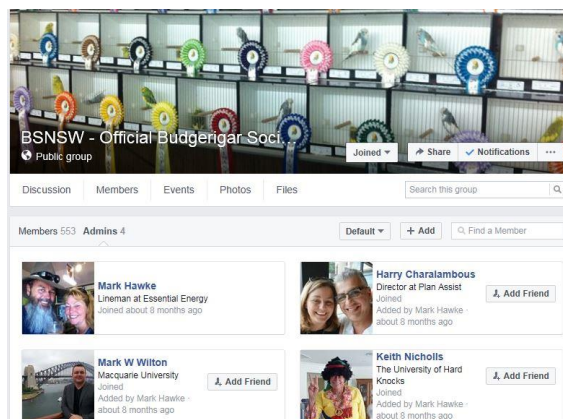 BSNSW - Official Budgerigar Soci...
Public group
Joined
Share
Notifications
Discussion Members Events Photos Files
Search this group
Members 553 Admins 4
Default
+ Add
Find a Member
Mark Hawke
Lineman at Essential Energy
Joined about 8 months ago
Harry Charalambous
Director at Plan Assist
Joined
Added by Mark Hawke ·
about 8 months ago
Add Friend
Mark W Wilton
Macquarie University
Joined
Added by Mark Hawke ·
about 8 months ago
Add Friend
Keith Nicholls
The University of Hard
Knocks
Joined
Added by Mark Hawke ·
about 8 months ago
Add Friend